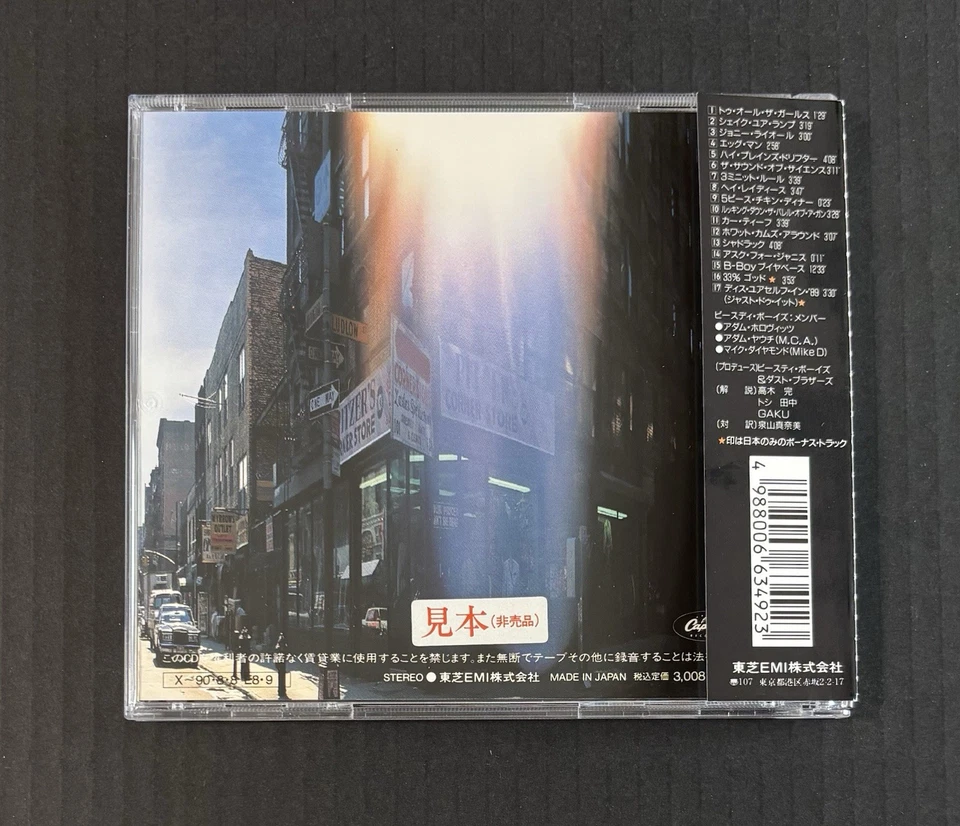 LUDLOW
ONE WAY
CORNER STORE
見本(非売品)
の許諾なく賃貸業に使用することを禁じます。また無断でテープその他に録音することは法
X-90・8・8
STEREO ● 東芝EMI株式会社 MADE IN JAPAN 税込定価 3,008
1 トゥ・オール・ザ・ガールス 1'29"
2 シェイク・ユア・ランプ 3'19"
3 ジョニー・ライオール 3'00"
4 エッグ・マン 2'58"
5 ハイ・プレインズ・ドリフター 4'08"
6 ザ・サウンド・オブ・サイエンス 3'11"
7 3ミニット・ルール 3'39"
8 ヘイ・レイディース 3'47"
9 5ピース・チキン・ディナー 0'23"
10 ルッキング・ダウン・ザ・バレル・オブ・ア・ガン 3'28"
11 カー・ティーフ 3'39"
12 ホワット・カムズ・アラウンド 3'07"
13 シャドラック 4'08"
14 アスク・フォー・ジャニス 0'11"
15 B-Boy ブイヤベース 12'33"
16 33% ゴッド★ 3'53"
17 ディス・ユアセルフ・イン・'89 3'30"
(ジャスト・ドゥ・イット)★
ビースティ・ボーイズ:メンバー
●アダム・ホロヴィッツ
●アダム・ヤウチ(M.C.A.)
●マイク・ダイヤモンド(Mike D)
(プロデュース)ビースティ・ボーイズ
&ダスト・ブラザーズ
(解 説)高木 完
トシ 田中
GAKU
(対 訳)泉山真奈美
★印は日本のみのボーナス・トラック
4 988006 634923
東芝EMI株式会社
〒107 東京都港区赤坂2-2-17